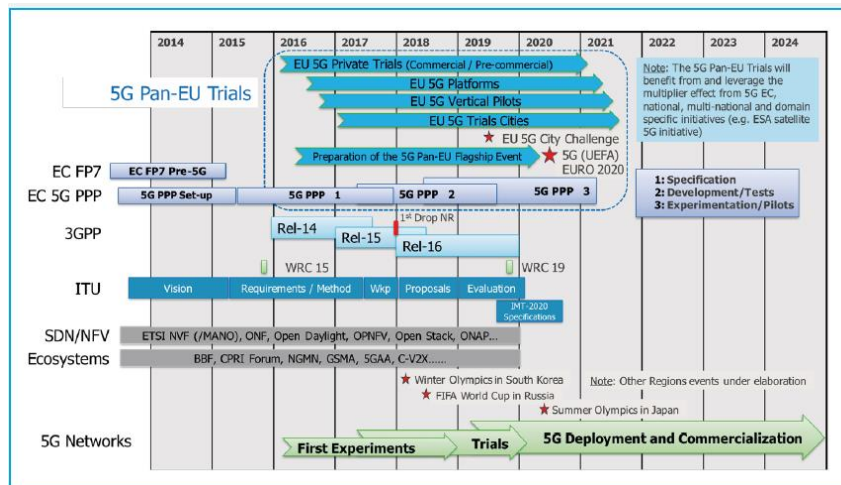 2014 2015 2016 2017 2018 2019 2020 2021 2022 2023 2024
5G Pan-EU Trials
EU 5G Private Trials (Commercial / Pre-commercial)
EU 5G Platforms
EU 5G Vertical Pilots
EU 5G Trials Cities
EU 5G City Challenge
Preparation of the 5G Pan-EU Flagship Event
5G (UEFA)
EURO 2020
Note: The 5G Pan-EU Trials will
benefit from and leverage the
multiplier effect from 5G EC,
national, multi-national and domain
specific initiatives (e.g. ESA satellite
5G initiative)
EC FP7
EC FP7 Pre-5G
EC 5G PPP
5G PPP Set-up
5G PPP 1
5G PPP 2
5G PPP 3
1: Specification
2: Development/Tests
3: Experimentation/Pilots
3GPP
Rel-14
Rel-15
1st Drop NR
Rel-16
WRC 15
WRC 19
ITU
Vision
Requirements / Method
Wkp
Proposals
Evaluation
IMT-2020
Specifications
SDN/NFV
ETSI NVF (/MANO), ONF, Open Daylight, OPNFV, Open Stack, ONAP...
Ecosystems
BBF, CPRI Forum, NGMN, GSMA, 5GAA, C-V2X......
Winter Olympics in South Korea
FIFA World Cup in Russia
Note: Other Regions events under elaboration
Summer Olympics in Japan
5G Networks
First Experiments
Trials
5G Deployment and Commercialization